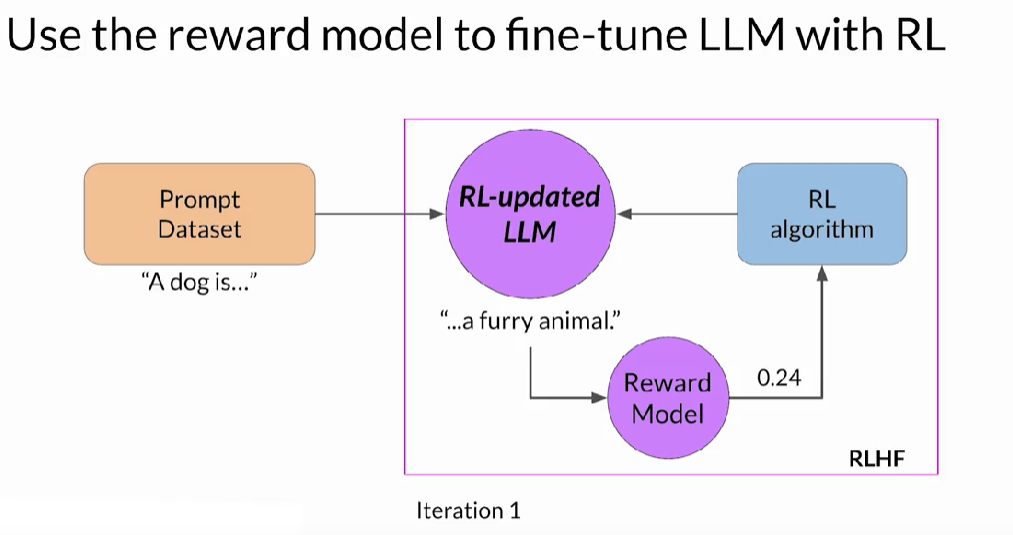 Use the reward model to fine-tune LLM with RL
Prompt
Dataset
"A dog is..."
RL-updated
LLM
RL
algorithm
"...a furry animal."
Reward
Model
0.24
RLHF
Iteration 1